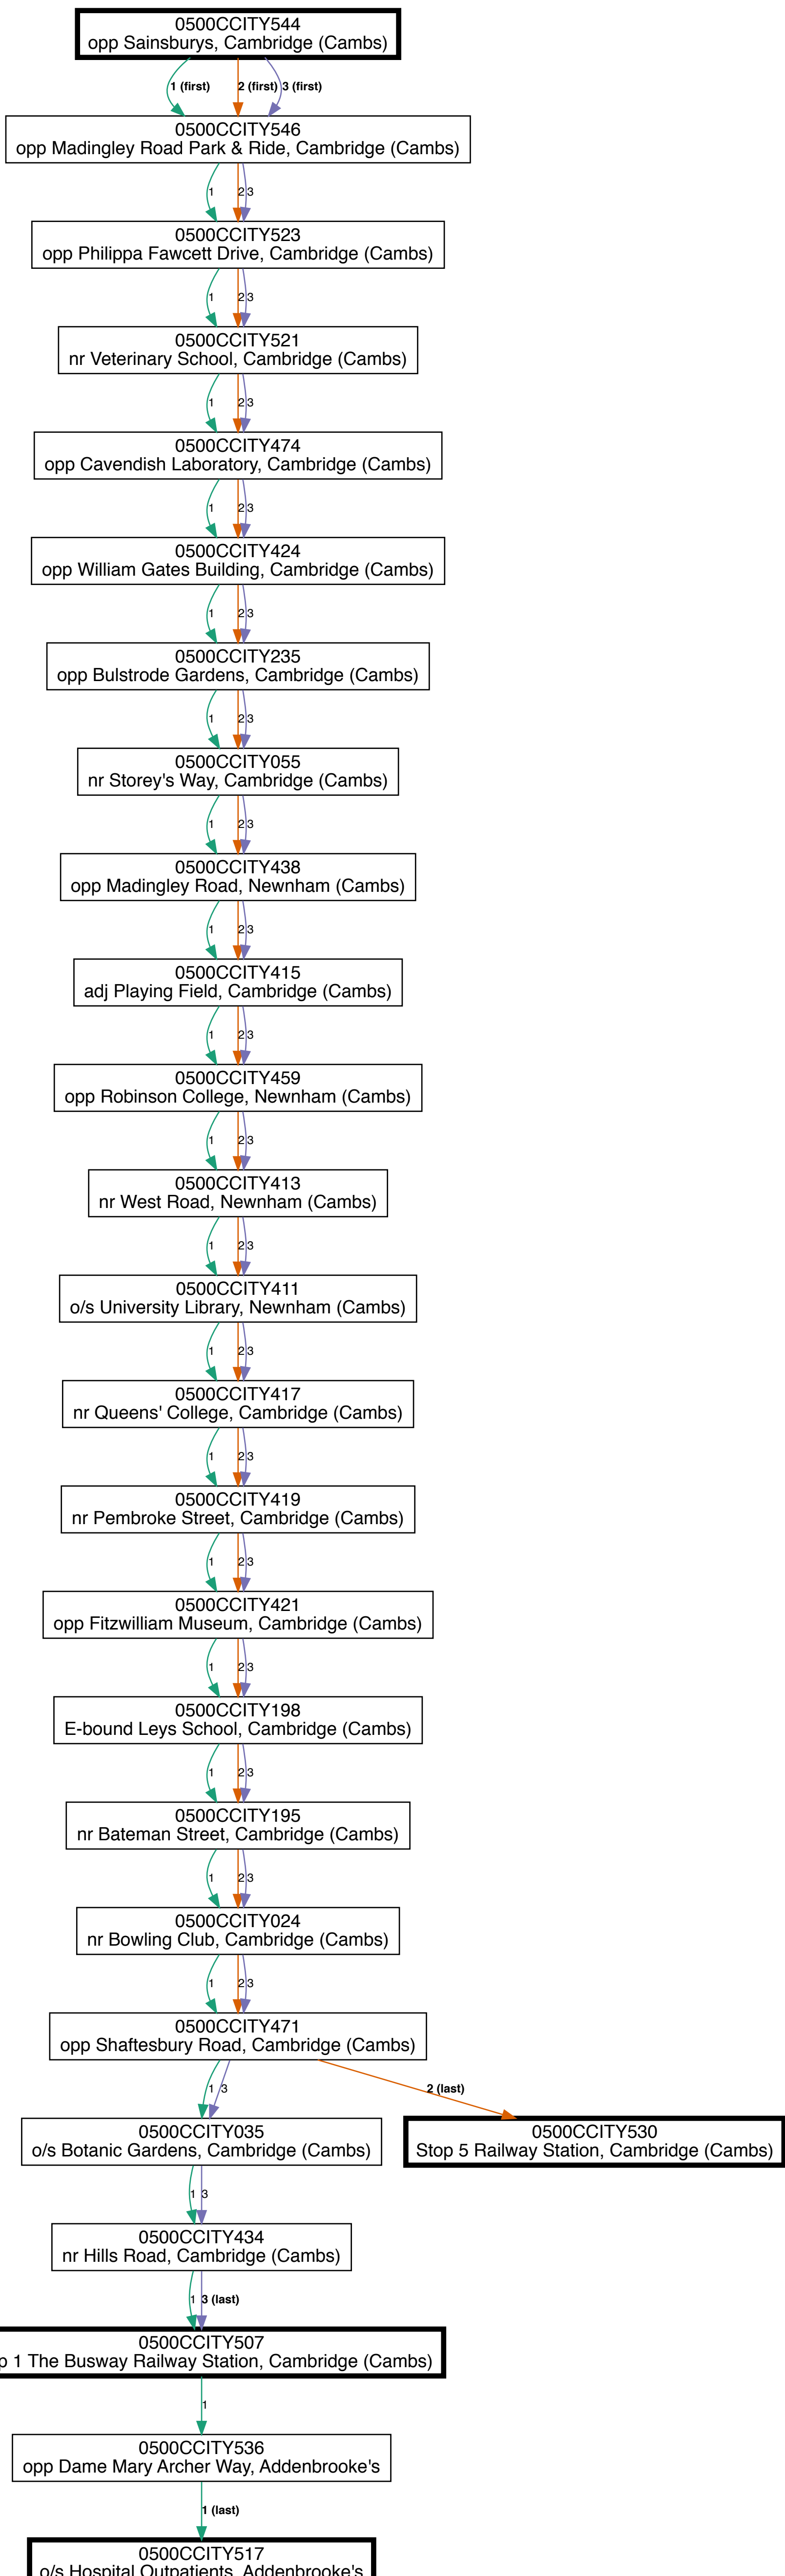 0500CCITY544
opp Sainsburys, Cambridge (Cambs)
1 (first) 2 (first) 3 (first)
0500CCITY546
opp Madingley Road Park & Ride, Cambridge (Cambs)
1 2 3
0500CCITY523
opp Philippa Fawcett Drive, Cambridge (Cambs)
1 2 3
0500CCITY521
nr Veterinary School, Cambridge (Cambs)
1 2 3
0500CCITY474
opp Cavendish Laboratory, Cambridge (Cambs)
1 2 3
0500CCITY424
opp William Gates Building, Cambridge (Cambs)
1 2 3
0500CCITY235
opp Bulstrode Gardens, Cambridge (Cambs)
1 2 3
0500CCITY055
nr Storey's Way, Cambridge (Cambs)
1 2 3
0500CCITY438
opp Madingley Road, Newnham (Cambs)
1 2 3
0500CCITY415
adj Playing Field, Cambridge (Cambs)
1 2 3
0500CCITY459
opp Robinson College, Newnham (Cambs)
1 2 3
0500CCITY413
nr West Road, Newnham (Cambs)
1 2 3
0500CCITY411
o/s University Library, Newnham (Cambs)
1 2 3
0500CCITY417
nr Queens' College, Cambridge (Cambs)
1 2 3
0500CCITY419
nr Pembroke Street, Cambridge (Cambs)
1 2 3
0500CCITY421
opp Fitzwilliam Museum, Cambridge (Cambs)
1 2 3
0500CCITY198
E-bound Leys School, Cambridge (Cambs)
1 2 3
0500CCITY195
nr Bateman Street, Cambridge (Cambs)
1 2 3
0500CCITY024
nr Bowling Club, Cambridge (Cambs)
1 2 3
0500CCITY471
opp Shaftesbury Road, Cambridge (Cambs)
1 3 2 (last)
0500CCITY035
o/s Botanic Gardens, Cambridge (Cambs)
0500CCITY530
Stop 5 Railway Station, Cambridge (Cambs)
1 3
0500CCITY434
nr Hills Road, Cambridge (Cambs)
1 3 (last)
0500CCITY507
p 1 The Busway Railway Station, Cambridge (Cambs)
1
0500CCITY536
opp Dame Mary Archer Way, Addenbrooke's
1 (last)
0500CCITY517
o/s Hospital Outpatients, Addenbrooke's